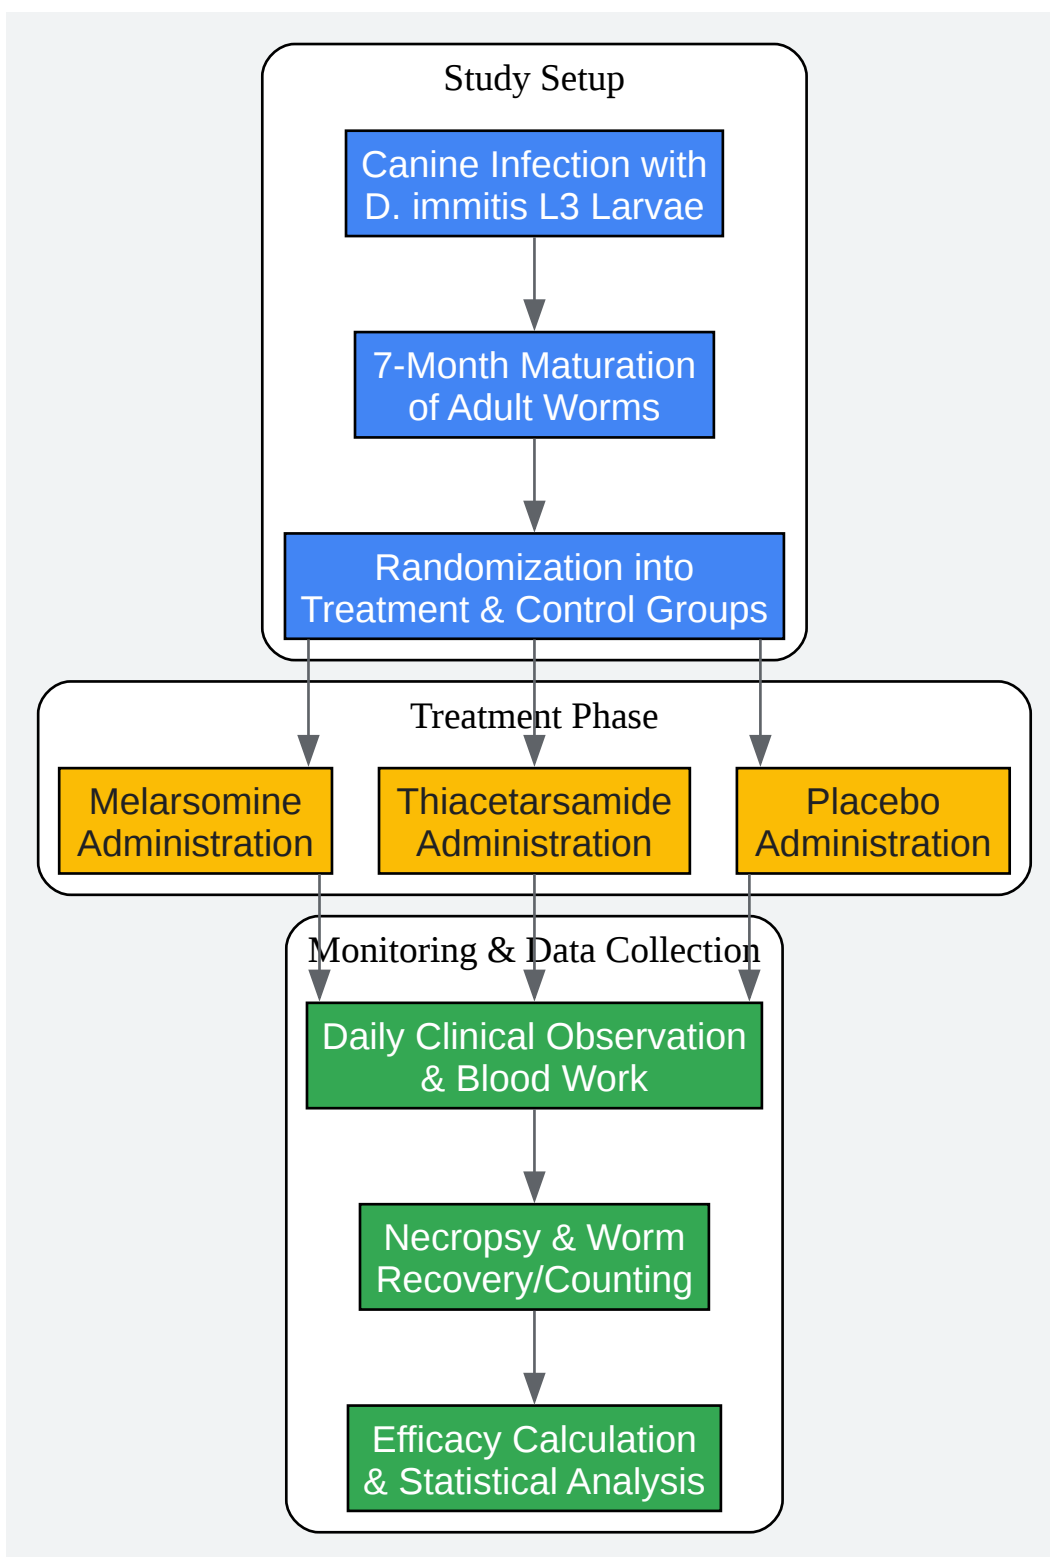 Study Setup
Canine Infection with
D. immitis L3 Larvae
7-Month Maturation
of Adult Worms
Randomization into
Treatment & Control Groups
Treatment Phase
Melarsomine
Administration
Thiacetarsamide
Administration
Placebo
Administration
Monitoring & Data Collection
Daily Clinical Observation
& Blood Work
Necropsy & Worm
Recovery/Counting
Efficacy Calculation
& Statistical Analysis